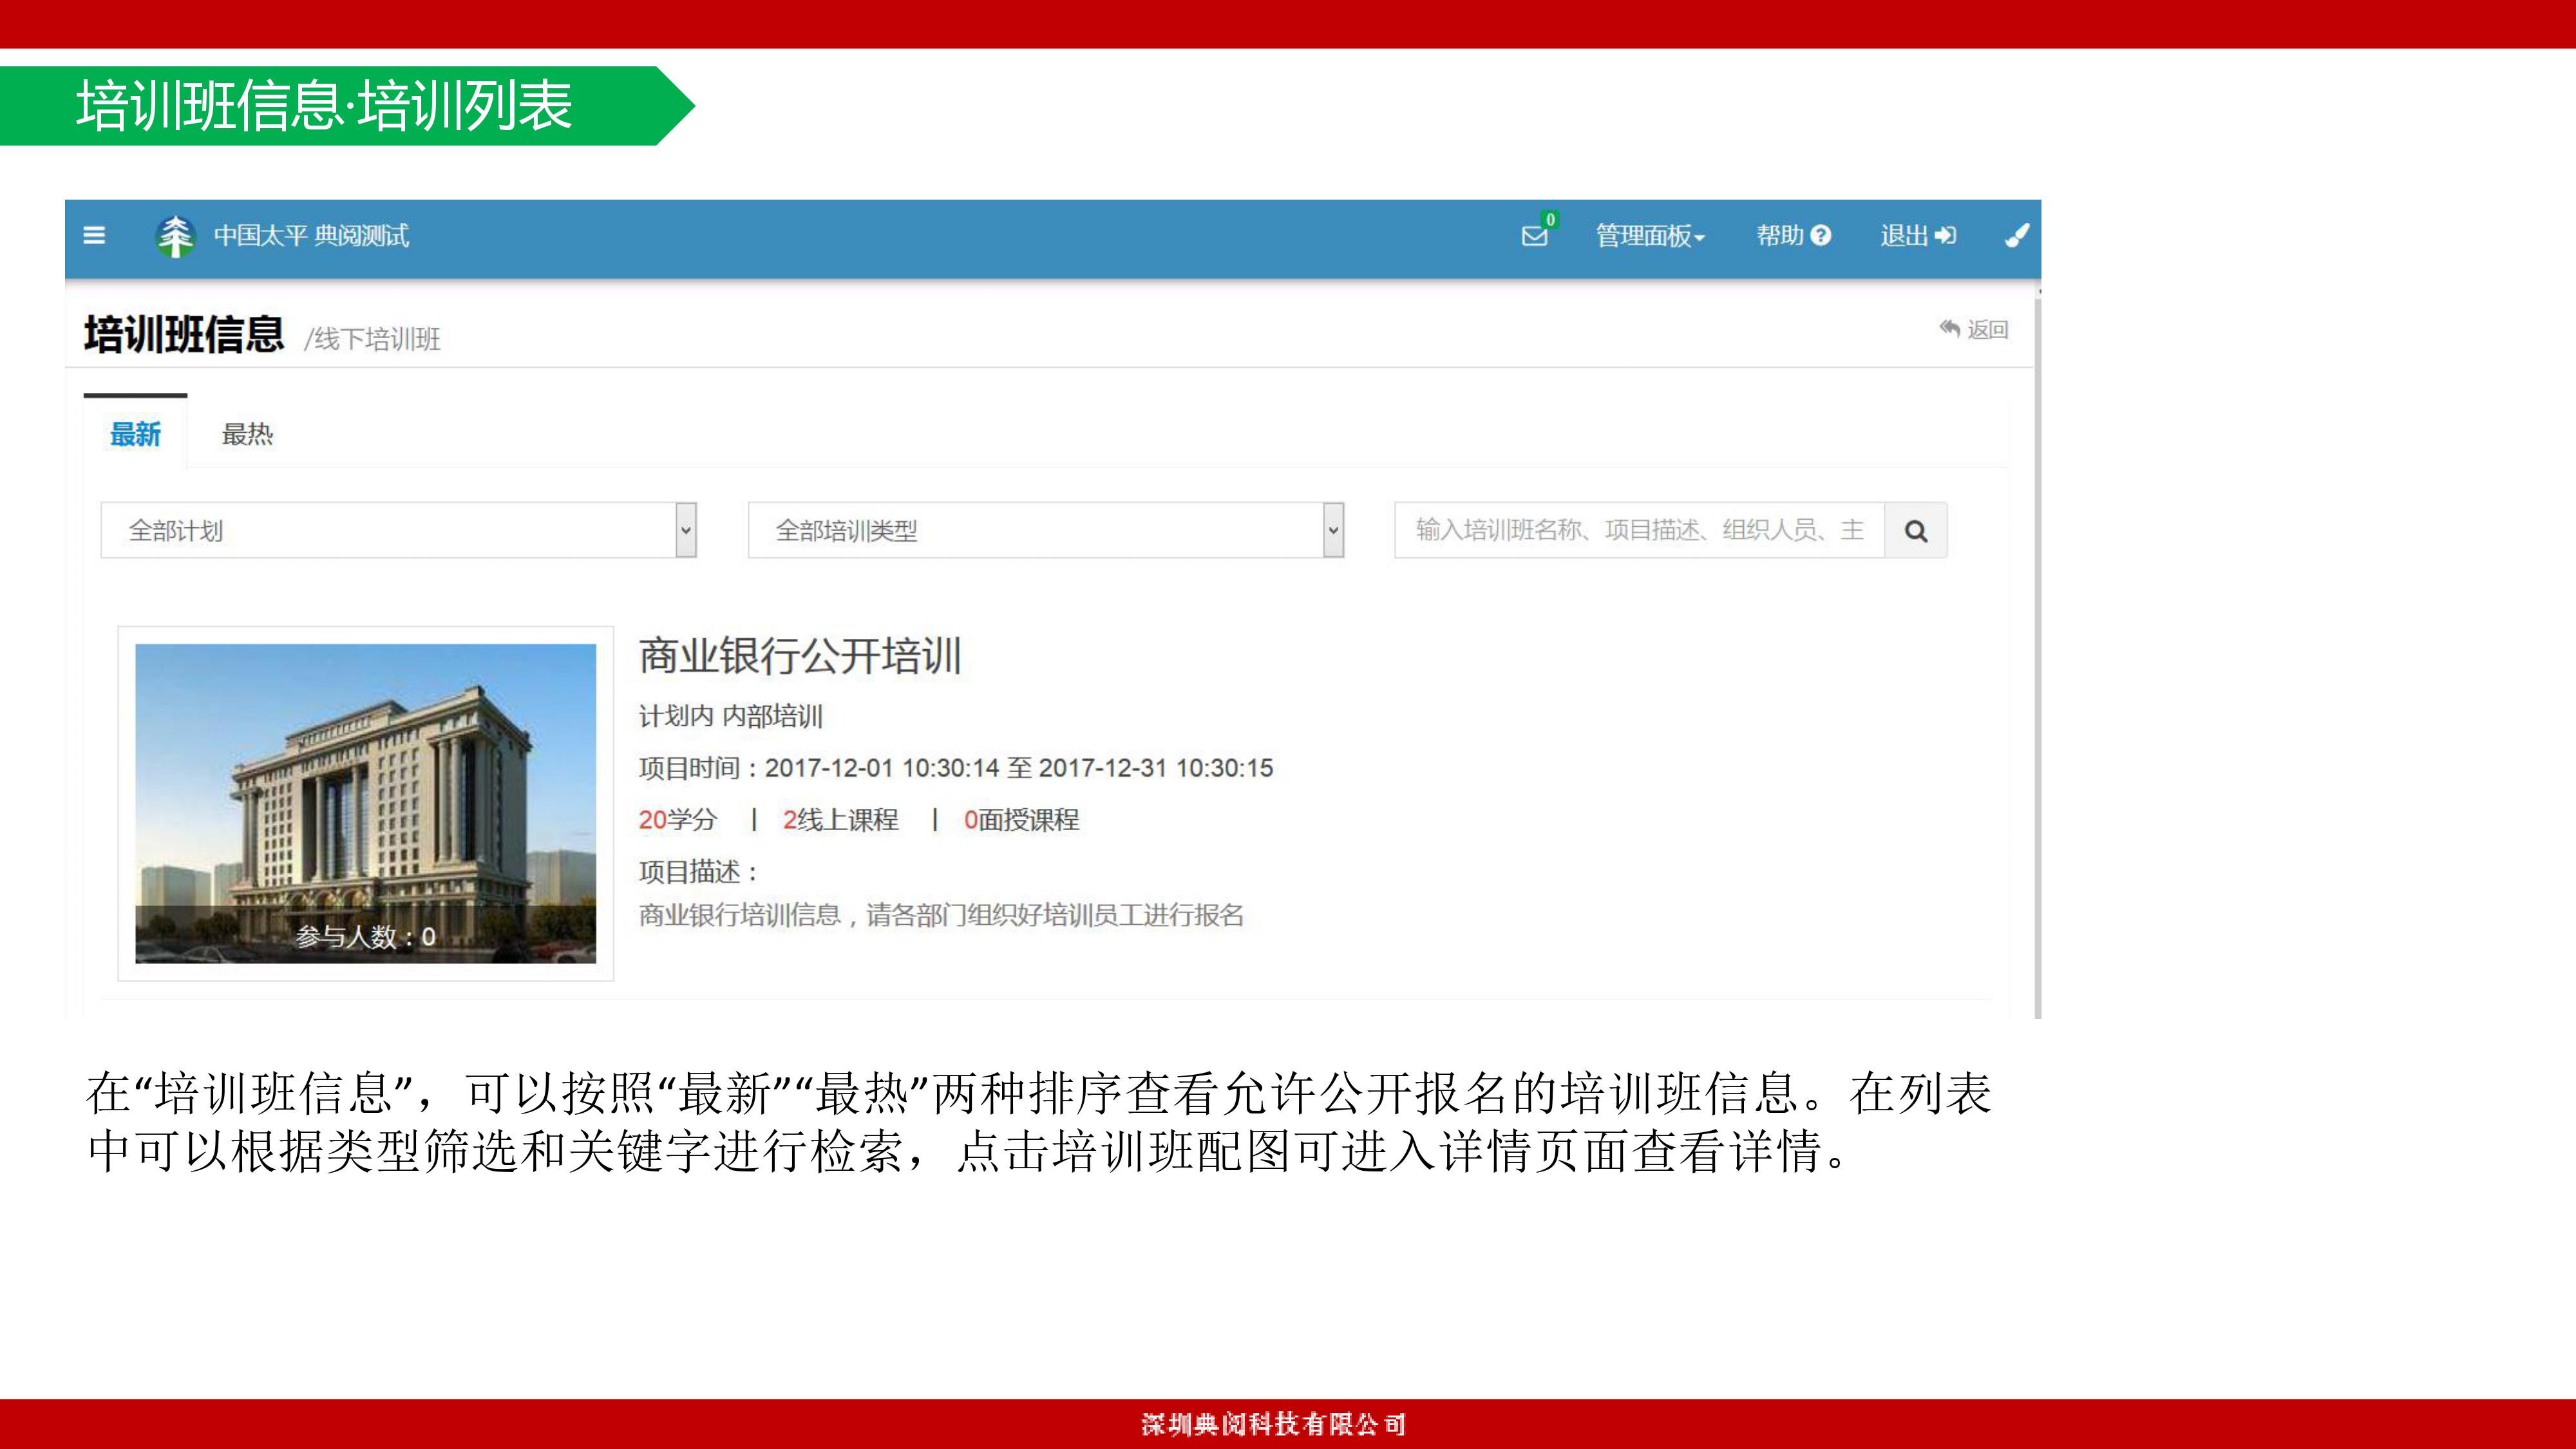 培训班信息·培训列表
中国太平 典阅测试
0
管理面板
帮助
退出
培训班信息 /线下培训班
返回
最新
最热
全部计划
全部培训类型
输入培训班名称、项目描述、组织人员、主
商业银行公开培训
计划内 内部培训
项目时间：2017-12-01 10:30:14 至 2017-12-31 10:30:15
20学分 | 2线上课程 | 0面授课程
项目描述：
商业银行培训信息，请各部门组织好培训员工进行报名
参与人数：0
在“培训班信息”，可以按照“最新”“最热”两种排序查看允许公开报名的培训班信息。在列表
中可以根据类型筛选和关键字进行检索，点击培训班配图可进入详情页面查看详情。
深圳典阅科技有限公司